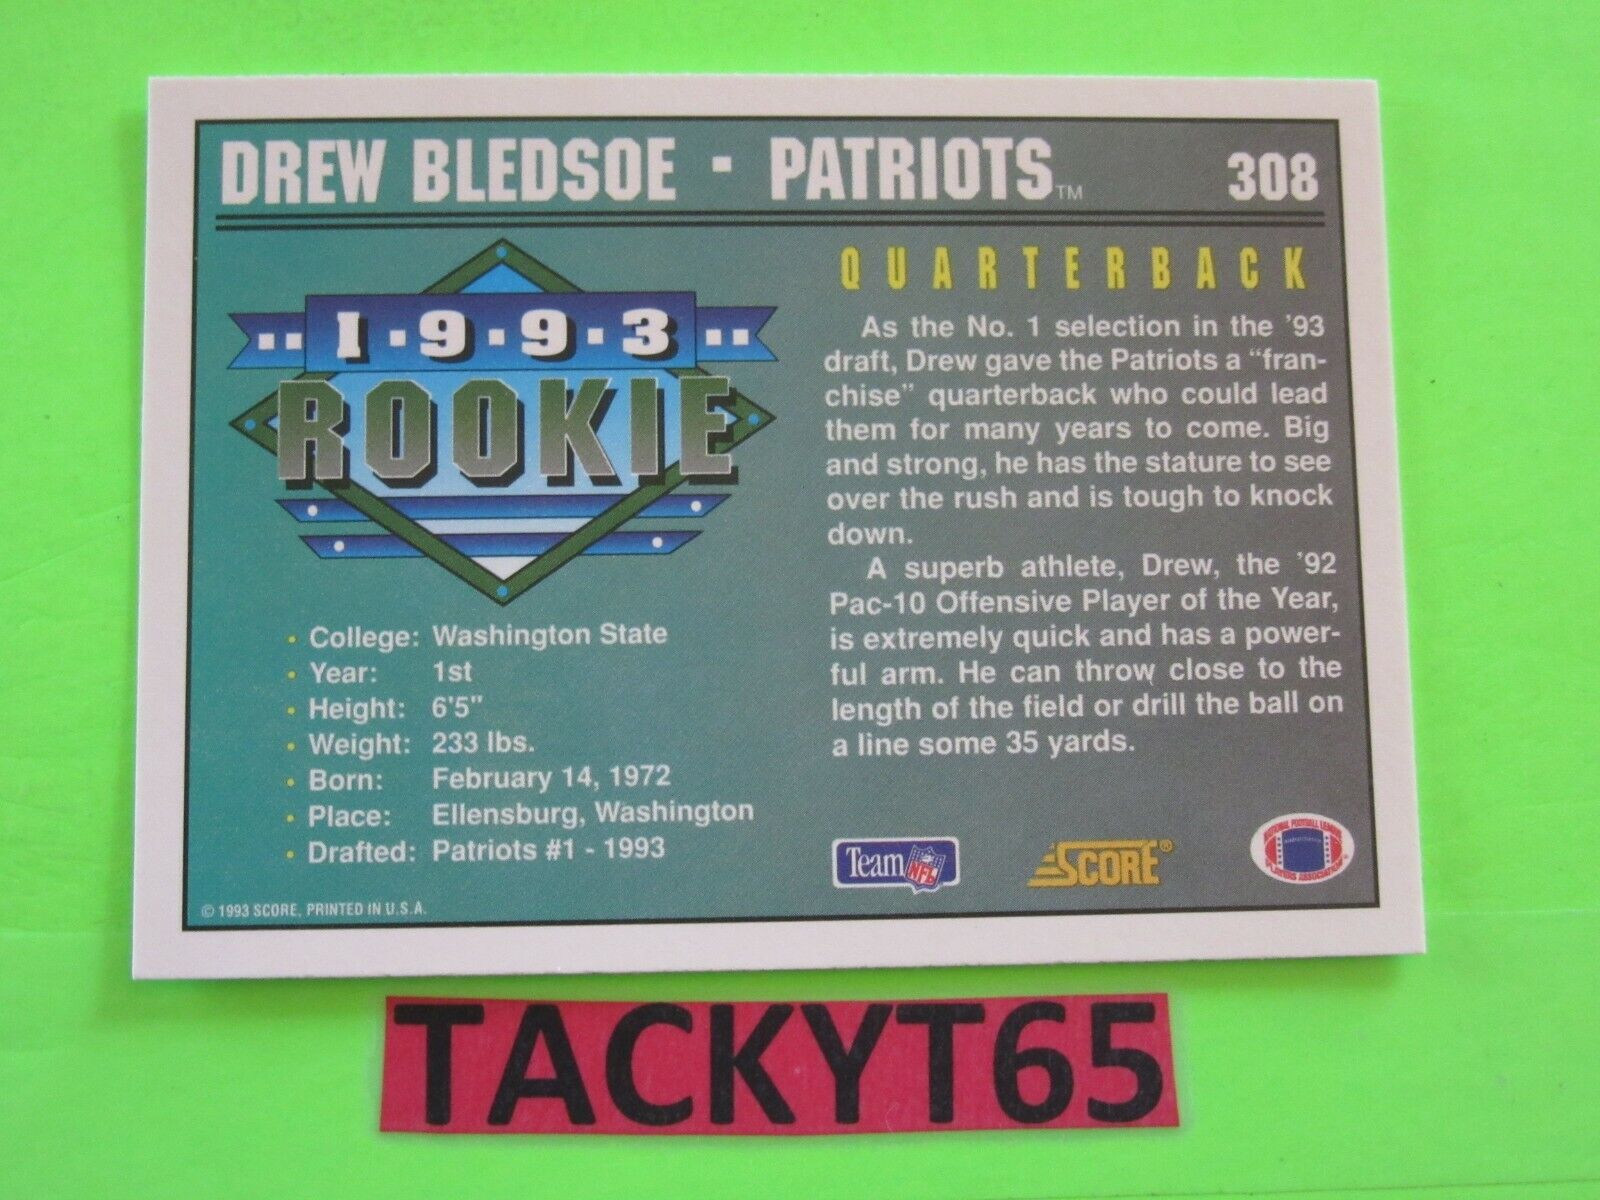 DREW BLEDSOE · PATRIOTS™ 308
1·9·9·3
ROOKIE
• College: Washington State
• Year: 1st
• Height: 6'5"
• Weight: 233 lbs.
• Born: February 14, 1972
• Place: Ellensburg, Washington
• Drafted: Patriots #1 - 1993
© 1993 SCORE, PRINTED IN U.S.A.
QUARTERBACK
As the No. 1 selection in the '93
draft, Drew gave the Patriots a “fran-
chise” quarterback who could lead
them for many years to come. Big
and strong, he has the stature to see
over the rush and is tough to knock
down.
A superb athlete, Drew, the '92
Pac-10 Offensive Player of the Year,
is extremely quick and has a power-
ful arm. He can throw close to the
length of the field or drill the ball on
a line some 35 yards.
Team NFL
SCORE®
NATIONAL FOOTBALL LEAGUE
PLAYERS ASSOCIATION
TACKYT65